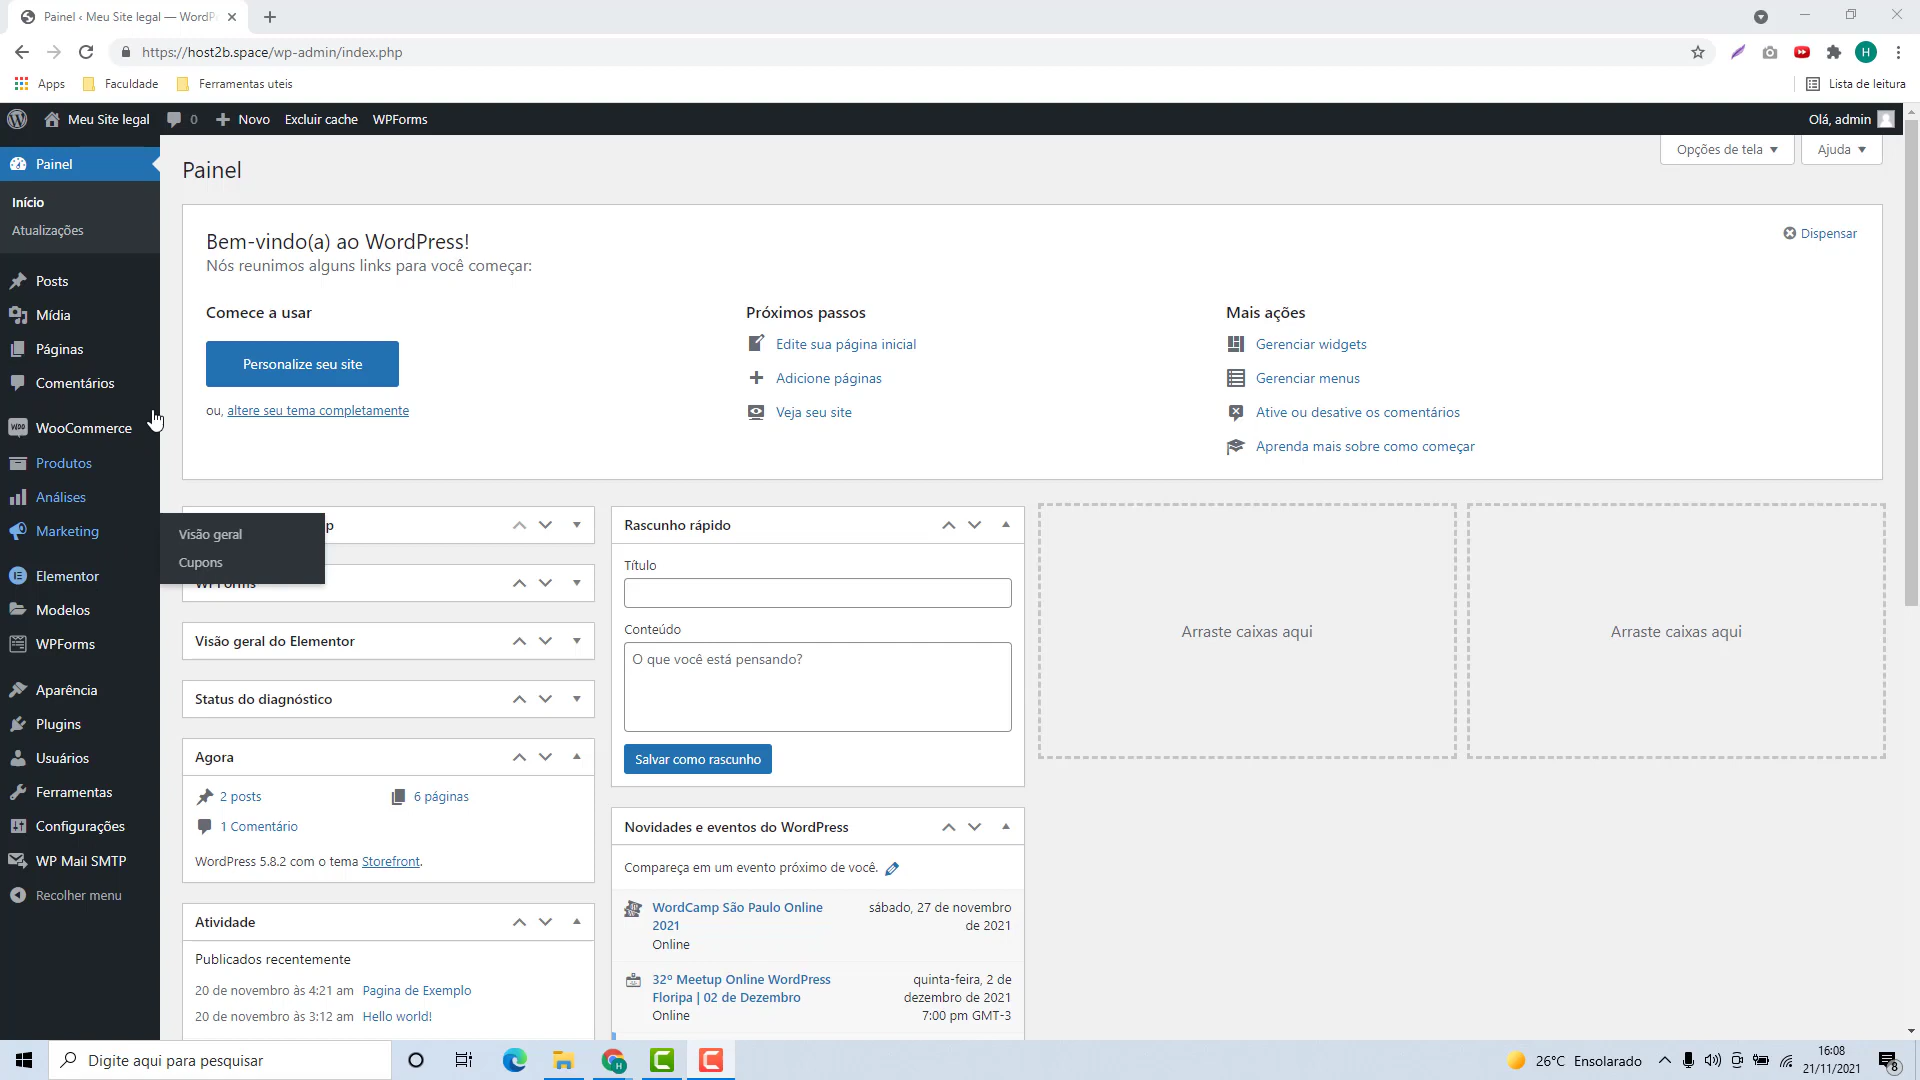 Painel ‹ Meu Site legal — WordP
https://host2b.space/wp-admin/index.php
H
Apps
Faculdade
Ferramentas uteis
Lista de leitura
Meu Site legal
0
Novo
Excluir cache
WPForms
Olá, admin
Painel
Início
Atualizações
Posts
Mídia
Páginas
Comentários
WooCommerce
Produtos
Análises
Marketing
Elementor
Modelos
WPForms
Aparência
Plugins
Usuários
Ferramentas
Configurações
WP Mail SMTP
Recolher menu
Visão geral
Cupons
Painel
Opções de tela
Ajuda
Bem-vindo(a) ao WordPress!
Nós reunimos alguns links para você começar:
Dispensar
Comece a usar
Personalize seu site
ou, altere seu tema completamente
Próximos passos
Edite sua página inicial
Adicione páginas
Veja seu site
Mais ações
Gerenciar widgets
Gerenciar menus
Ative ou desative os comentários
Aprenda mais sobre como começar
p
WPForms
Visão geral do Elementor
Status do diagnóstico
Agora
2 posts
6 páginas
1 Comentário
WordPress 5.8.2 com o tema Storefront.
Atividade
Publicados recentemente
20 de novembro às 4:21 am Pagina de Exemplo
20 de novembro às 3:12 am Hello world!
Rascunho rápido
Título
Conteúdo
O que você está pensando?
Salvar como rascunho
Novidades e eventos do WordPress
Compareça em um evento próximo de você.
WordCamp São Paulo Online
2021
Online
sábado, 27 de novembro
de 2021
32º Meetup Online WordPress
Floripa | 02 de Dezembro
Online
quinta-feira, 2 de
dezembro de 2021
7:00 pm GMT-3
Arraste caixas aqui
Arraste caixas aqui
Digite aqui para pesquisar
26°C Ensolarado
16:08
21/11/2021
8